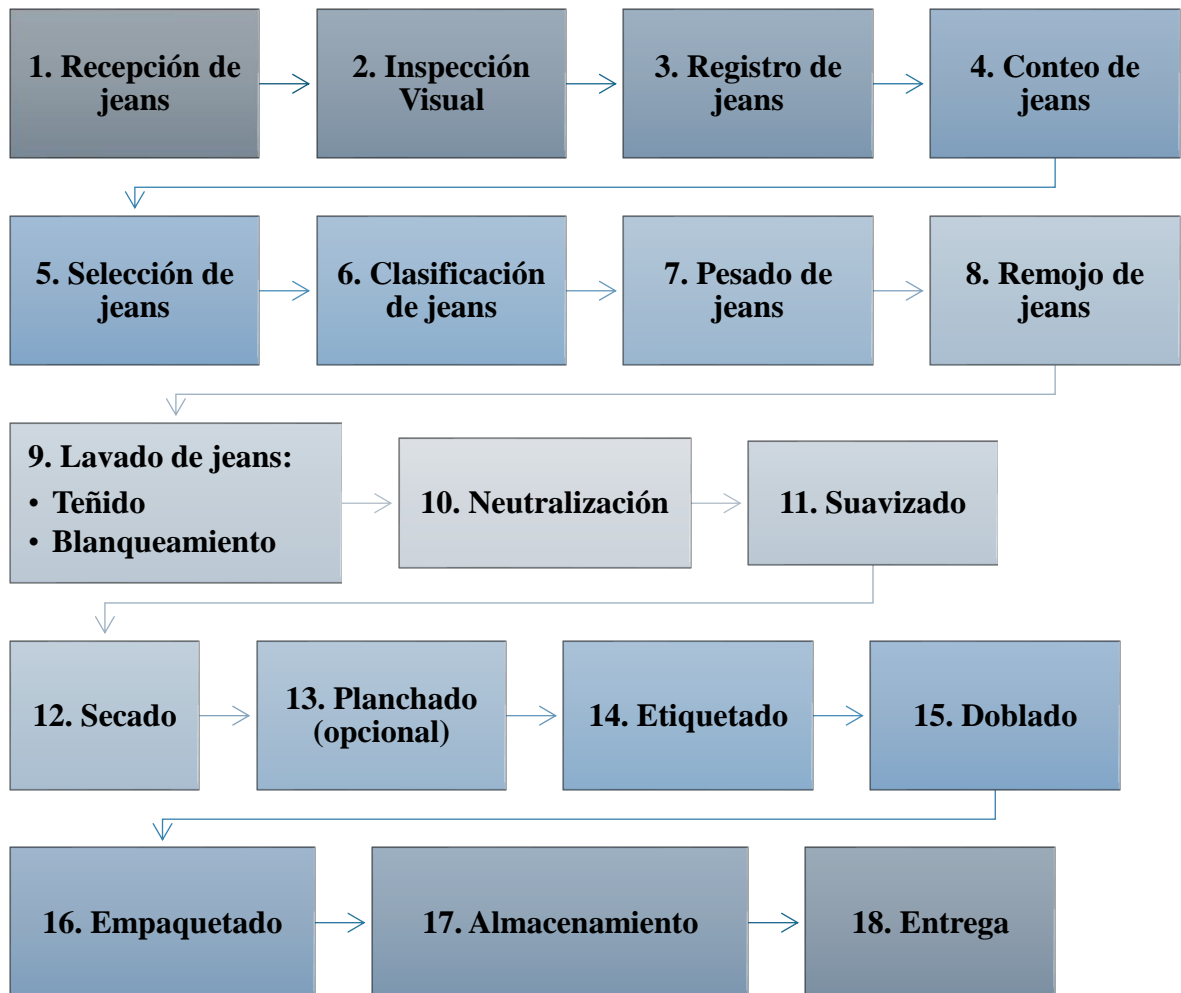 1. Recepción de
jeans
2. Inspección
Visual
3. Registro de
jeans
4. Conteo de
jeans
5. Selección de
jeans
6. Clasificación
de jeans
7. Pesado de
jeans
8. Remojo de
jeans
9. Lavado de jeans:
• Teñido
• Blanqueamiento
10. Neutralización
11. Suavizado
12. Secado
13. Planchado
(opcional)
14. Etiquetado
15. Doblado
16. Empaquetado
17. Almacenamiento
18. Entrega